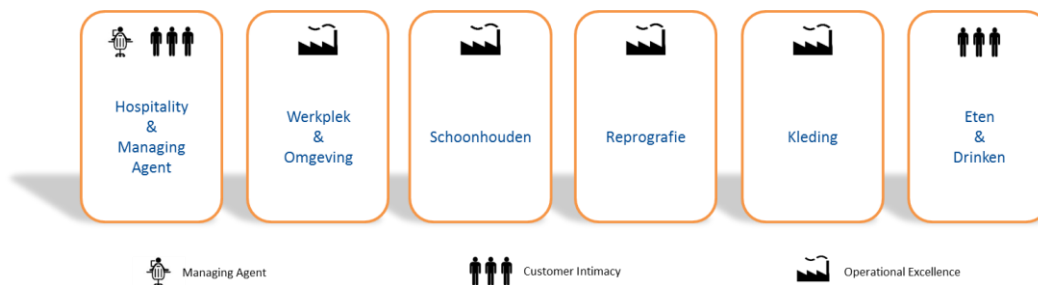 Hospitality
&
Managing
Agent
Werkplek
&
Omgeving
Schoonhouden
Reprografie
Kleding
Eten
&
Drinken
Managing Agent
Customer Intimacy
Operational Excellence